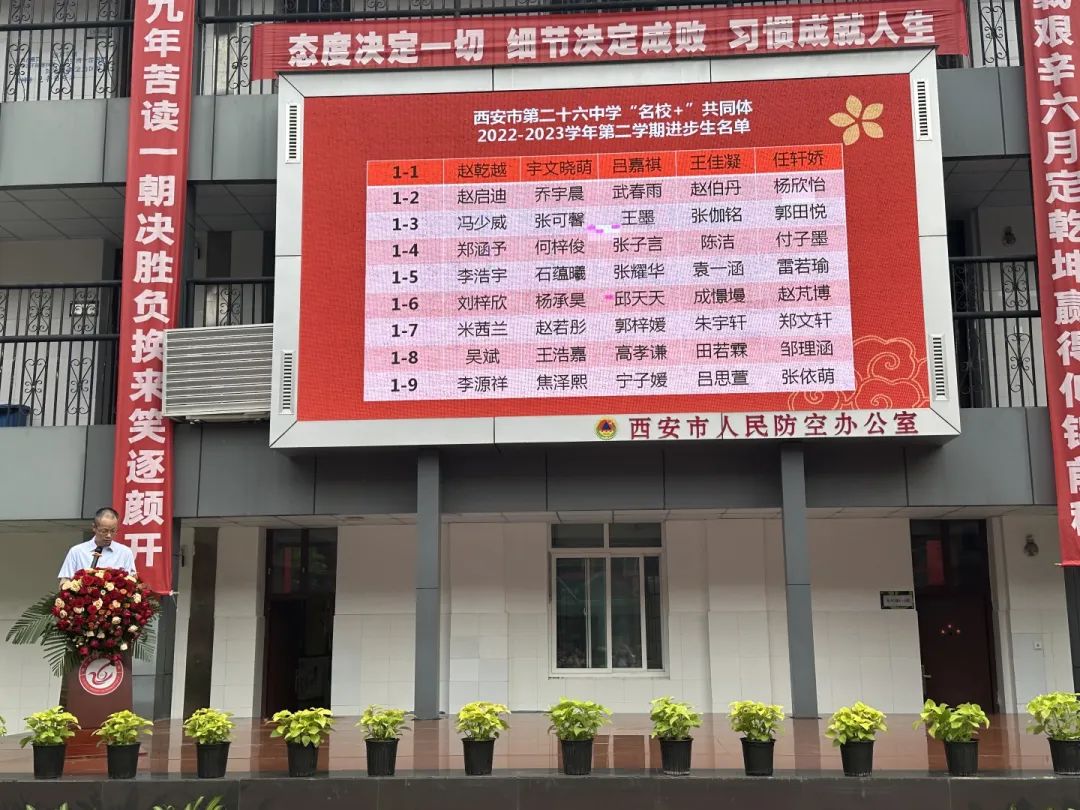 态度决定一切 细节决定成败 习惯成就人生
九年苦读一朝决胜负换来笑逐颜开
艰辛六月定乾坤赢得似锦前程
西安市第二十六中学“名校+”共同体
2022-2023学年第二学期进步生名单
1-1 赵乾越 宇文晓萌 吕嘉祺 王佳凝 任轩娇
1-2 赵启迪 乔宇晨 武春雨 赵伯丹 杨欣怡
1-3 冯少威 张可馨 王墨 张伽铭 郭田悦
1-4 郑涵予 何梓俊 张子言 陈洁 付子墨
1-5 李浩宇 石蕴曦 张耀华 袁一涵 雷若瑜
1-6 刘梓欣 杨承昊 邱天天 成憬墁 赵芃博
1-7 米茜兰 赵若彤 郭梓媛 朱宇轩 郑文轩
1-8 吴斌 王浩嘉 高孝谦 田若霖 邹理涵
1-9 李源祥 焦泽熙 宁子媛 吕思萱 张依萌
西安市人民防空办公室